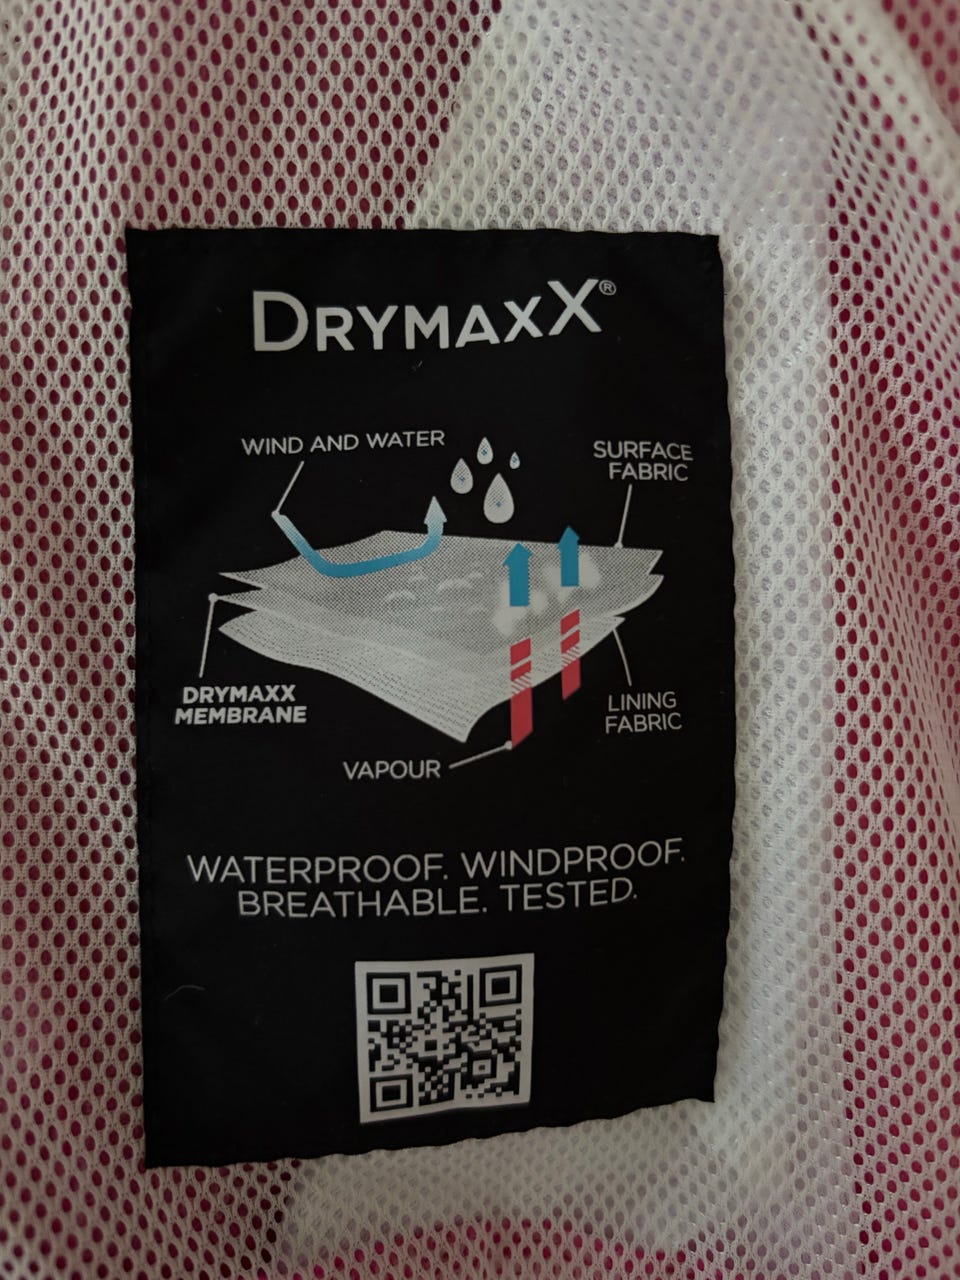 DRYMAXX®
WIND AND WATER
SURFACE
FABRIC
DRYMAXX
MEMBRANE
LINING
FABRIC
VAPOUR
WATERPROOF. WINDPROOF.
BREATHABLE. TESTED.